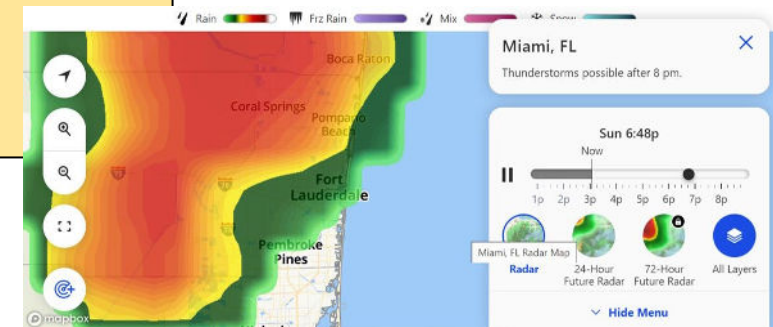 Rain
Frz Rain
Mix
Snow
Boca Raton
Coral Springs
Pompano
Beach
Fort
Lauderdale
Pembroke
Pines
mapbox
Miami, FL
Thunderstorms possible after 8 pm.
Sun 6:48p
Now
1p 2p 3p 4p 5p 6p 7p 8p
Miami, FL Radar Map
Radar
24-Hour
Future Radar
72-Hour
Future Radar
All Layers
Hide Menu